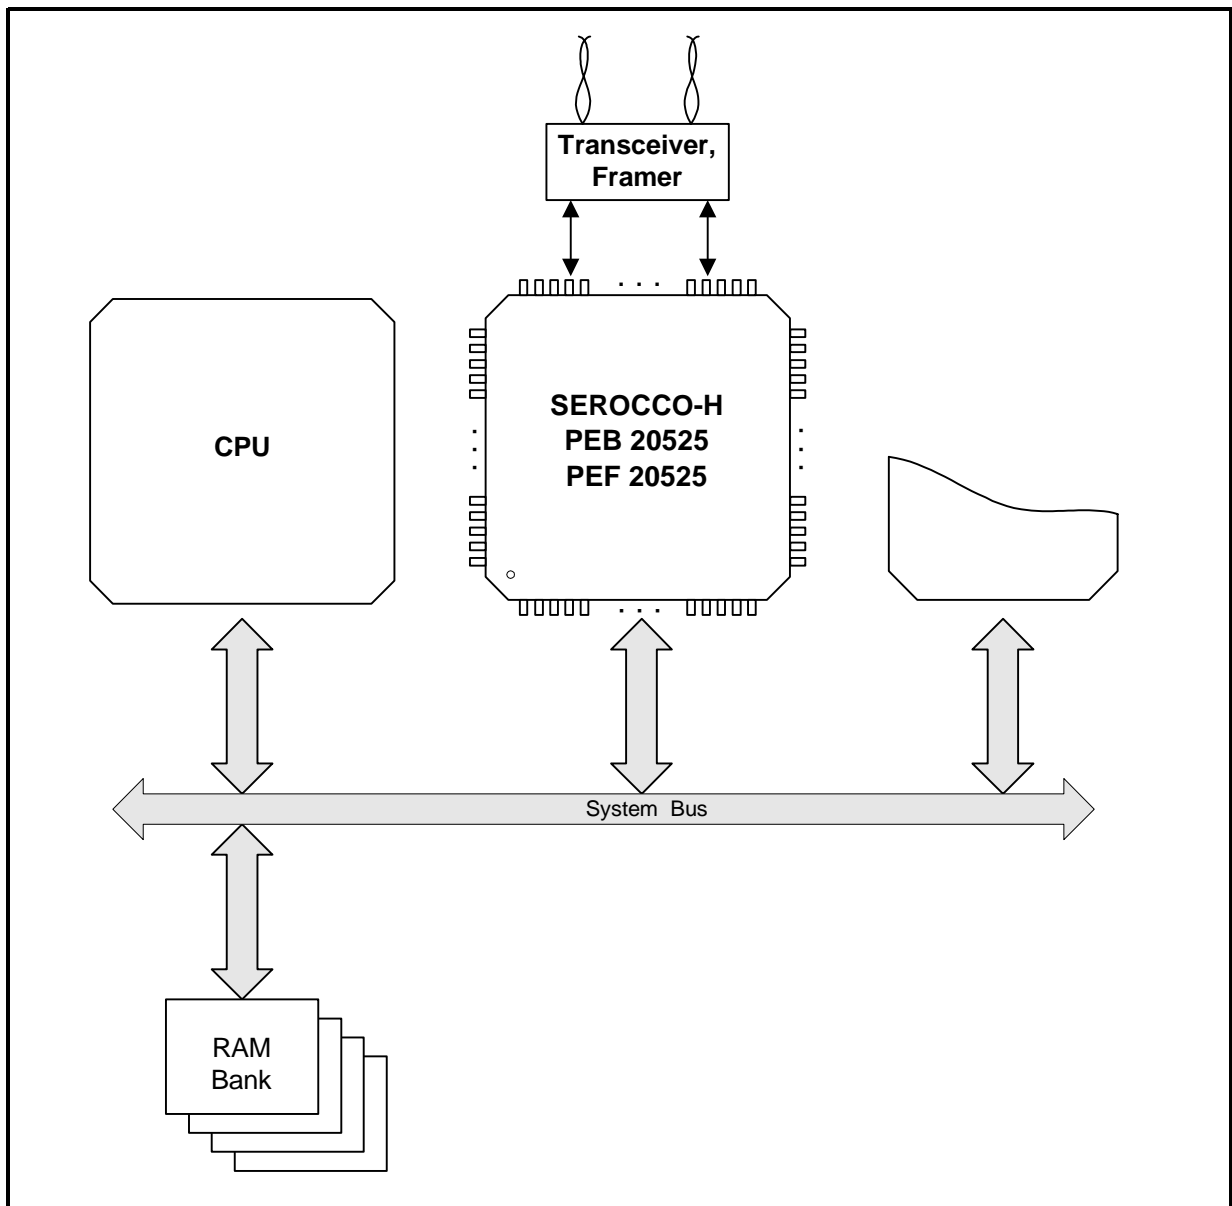 Transceiver,
Framer
SEROCCO-H
PEB 20525
PEF 20525
CPU
System Bus
RAM
Bank